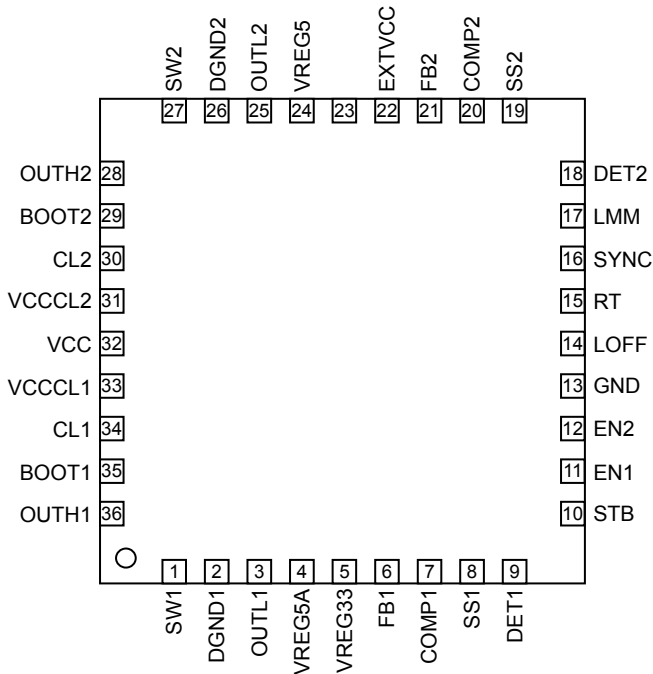 SW2
DGND2
OUTL2
VREG5
EXTVCC
FB2
COMP2
SS2
27 26 25 24 23 22 21 20 19
OUTH2 28
18 DET2
BOOT2 29
17 LMM
CL2 30
16 SYNC
VCCCL2 31
15 RT
VCC 32
14 LOFF
VCCCL1 33
13 GND
CL1 34
12 EN2
BOOT1 35
11 EN1
OUTH1 36
10 STB
1 2 3 4 5 6 7 8 9
SW1
DGND1
OUTL1
VREG5A
VREG33
FB1
COMP1
SS1
DET1